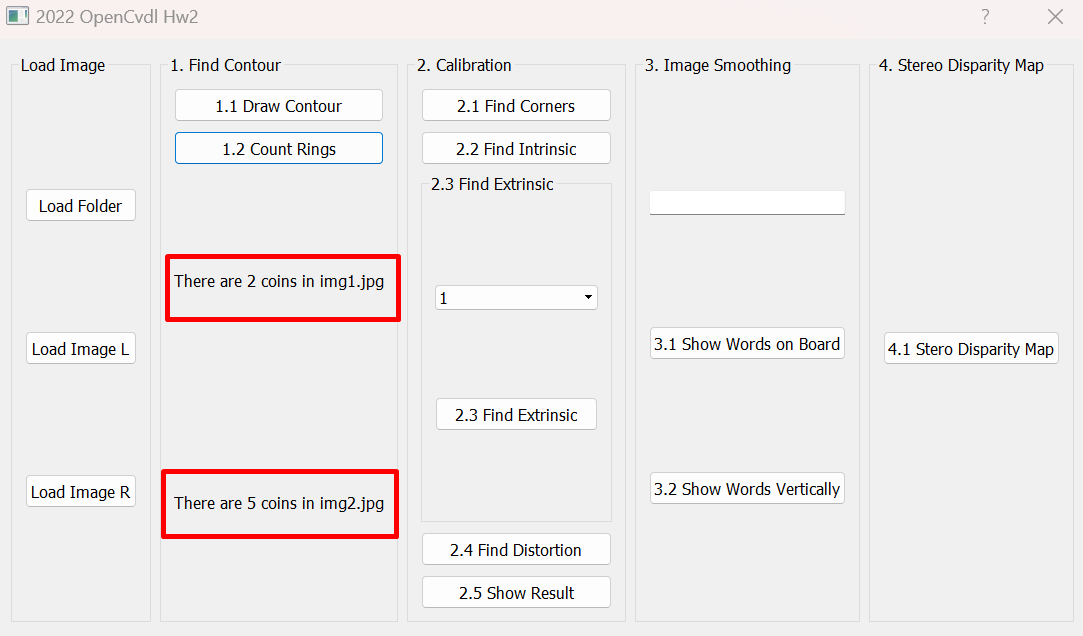 2022 OpenCvdl Hw2
?
Load Image
Load Folder
Load Image L
Load Image R
1. Find Contour
1.1 Draw Contour
1.2 Count Rings
There are 2 coins in img1.jpg
There are 5 coins in img2.jpg
2. Calibration
2.1 Find Corners
2.2 Find Intrinsic
2.3 Find Extrinsic
1
2.3 Find Extrinsic
2.4 Find Distortion
2.5 Show Result
3. Image Smoothing
3.1 Show Words on Board
3.2 Show Words Vertically
4. Stereo Disparity Map
4.1 Stero Disparity Map